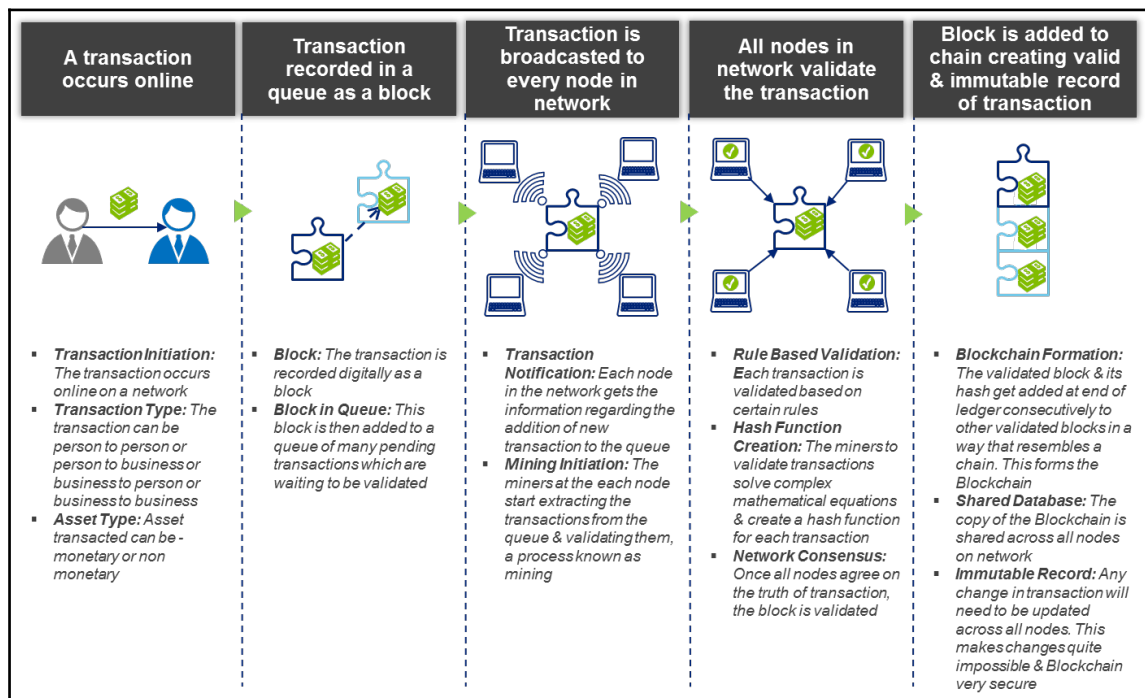 A transaction
occurs online
Transaction
recorded in a
queue as a block
Transaction is
broadcasted to
every node in
network
All nodes in
network validate
the transaction
Block is added to
chain creating valid
& immutable record
of transaction
▪ Transaction Initiation:
The transaction occurs
online on a network
▪ Transaction Type: The
transaction can be
person to person or
person to business or
business to person or
business to business
▪ Asset Type: Asset
transacted can be -
monetary or non
monetary
▪ Block: The transaction is
recorded digitally as a
block
▪ Block in Queue: This
block is then added to a
queue of many pending
transactions which are
waiting to be validated
▪ Transaction
Notification: Each node
in the network gets the
information regarding the
addition of new
transaction to the queue
▪ Mining Initiation: The
miners at the each node
start extracting the
transactions from the
queue & validating them,
a process known as
mining
▪ Rule Based Validation:
Each transaction is
validated based on
certain rules
▪ Hash Function
Creation: The miners to
validate transactions
solve complex
mathematical equations
& create a hash function
for each transaction
▪ Network Consensus:
Once all nodes agree on
the truth of transaction,
the block is validated
▪ Blockchain Formation:
The validated block & its
hash get added at end of
ledger consecutively to
other validated blocks in a
way that resembles a
chain. This forms the
Blockchain
▪ Shared Database: The
copy of the Blockchain is
shared across all nodes
on network
▪ Immutable Record: Any
change in transaction will
need to be updated
across all nodes. This
makes changes quite
impossible & Blockchain
very secure